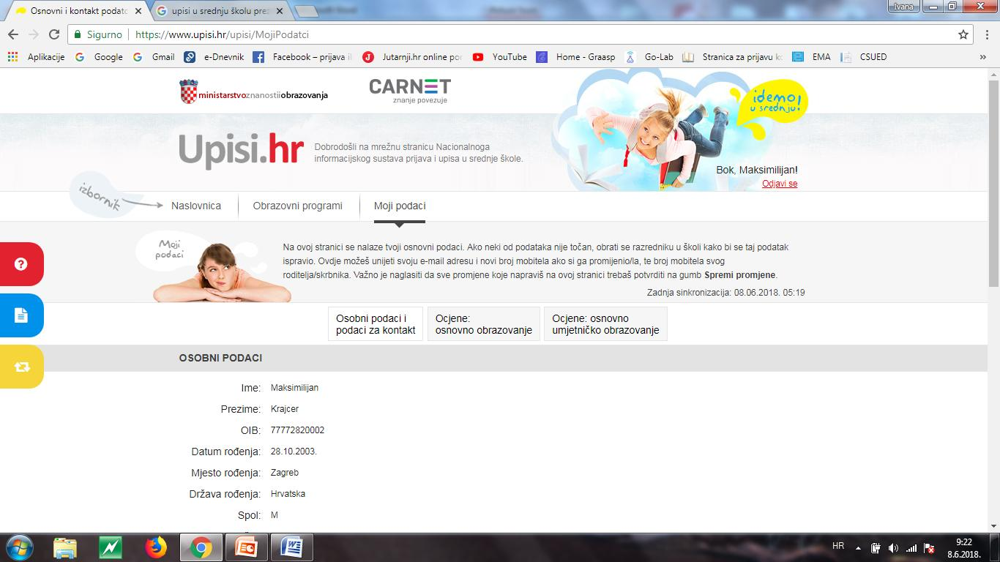 Osnovni i kontakt podato
upisi u srednju školu prez
Ivana
Sigurno
https://www.upisi.hr/upisi/MojiPodatci
Aplikacije
Google
Gmail
e-Dnevnik
Facebook – prijava il
Jutarnji.hr online por
YouTube
Home - Graasp
Go-Lab
Stranica za prijavu ko
EMA
CSUED
»
ministarstvoznanostiiobrazovanja
CARNET
znanje povezuje
idemo!
u srednju!
Upisi.hr
Dobrodošli na mrežnu stranicu Nacionalnoga
informacijskog sustava prijava i upisa u srednje škole.
Bok, Maksimilijan!
Odjavi se
izbornik
Naslovnica
Obrazovni programi
Moji podaci
Moji
podaci
Na ovoj stranici se nalaze tvoji osnovni podaci. Ako neki od podataka nije točan, obrati se razredniku u školi kako bi se taj podatak
ispravio. Ovdje možeš unijeti svoju e-mail adresu i novi broj mobitela ako si ga promijenio/la, te broj mobitela svog
roditelja/skrbnika. Važno je naglasiti da sve promjene koje napraviš na ovoj stranici trebaš potvrditi na gumb Spremi promjene.
Zadnja sinkronizacija: 08.06.2018. 05:19
Osobni podaci i
podaci za kontakt
Ocjene:
osnovno obrazovanje
Ocjene: osnovno
umjetničko obrazovanje
OSOBNI PODACI
Ime: Maksimilijan
Prezime: Krajcer
OIB: 77772820002
Datum rođenja: 28.10.2003.
Mjesto rođenja: Zagreb
Država rođenja: Hrvatska
Spol: M
HR
9:22
8.6.2018.